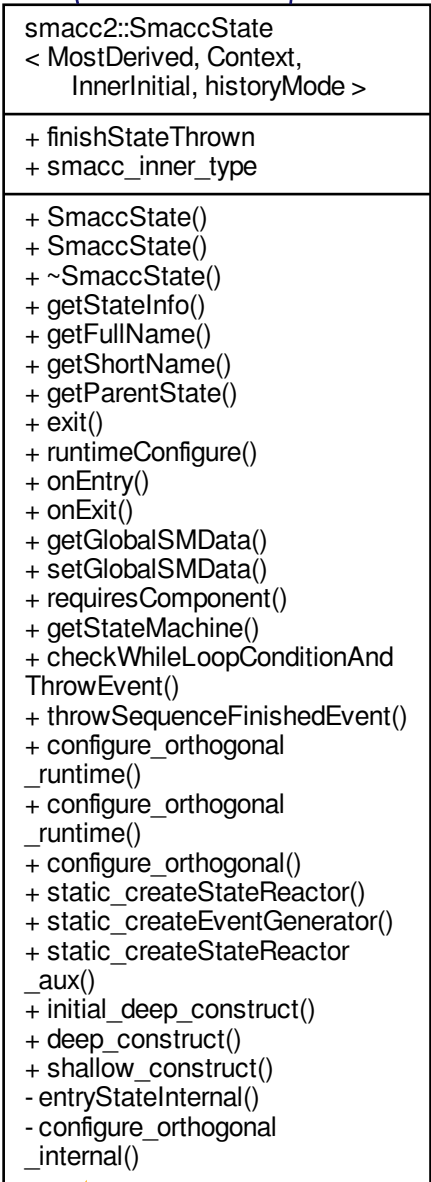 smacc2::SmaccState
< MostDerived, Context,
InnerInitial, historyMode >
+ finishStateThrown
+ smacc_inner_type
+ SmaccState()
+ SmaccState()
+ ~SmaccState()
+ getStateInfo()
+ getFullName()
+ getShortName()
+ getParentState()
+ exit()
+ runtimeConfigure()
+ onEntry()
+ onExit()
+ getGlobalSMData()
+ setGlobalSMData()
+ requiresComponent()
+ getStateMachine()
+ checkWhileLoopConditionAnd
ThrowEvent()
+ throwSequenceFinishedEvent()
+ configure_orthogonal
_runtime()
+ configure_orthogonal
_runtime()
+ configure_orthogonal()
+ static_createStateReactor()
+ static_createEventGenerator()
+ static_createStateReactor
_aux()
+ initial_deep_construct()
+ deep_construct()
+ shallow_construct()
- entryStateInternal()
- configure_orthogonal
_internal()